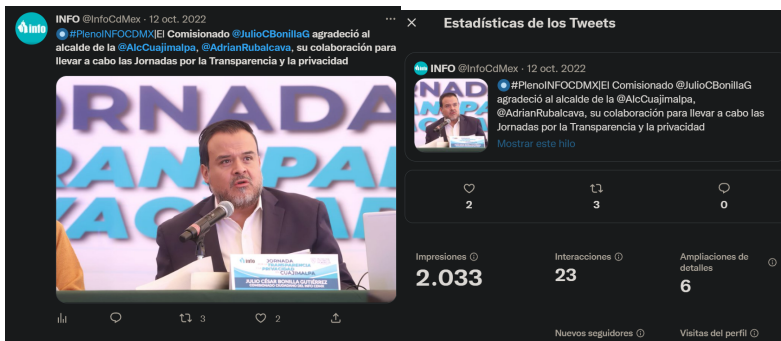 INFO @InfoCdMex · 12 oct. 2022
#PlenoINFOCDMX|El Comisionado @JulioCBonillaG agradeció al
alcalde de la @AlcCuajimalpa, @AdrianRubalcava, su colaboración para
llevar a cabo las Jornadas por la Transparencia y la privacidad
info
JORNADA
JORNADA
TRANSPARENCIA
CUAJIMALPA
JULIO CÉSAR BONILLA GUTIÉRREZ
3
2
Estadísticas de los Tweets
INFO @InfoCdMex · 12 oct. 2022
#PlenoINFOCDMX|El Comisionado @JulioCBonillaG
agradeció al alcalde de la @AlcCuajimalpa,
@AdrianRubalcava, su colaboración para llevar a cabo las
Jornadas por la Transparencia y la privacidad
Mostrar este hilo
2
3
0
Impresiones
2.033
Interacciones
23
Ampliaciones de
detalles
6
Nuevos seguidores
Visitas del perfil